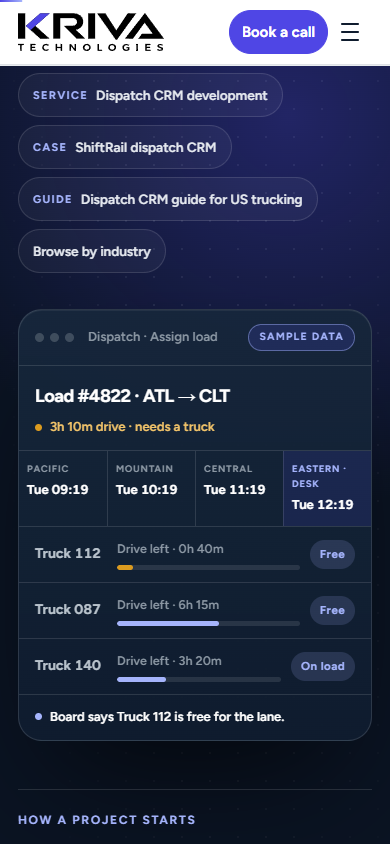 KRIVA
TECHNOLOGIES
Book a call
SERVICE Dispatch CRM development
CASE ShiftRail dispatch CRM
GUIDE Dispatch CRM guide for US trucking
Browse by industry
Dispatch · Assign load
SAMPLE DATA
Load #4822 · ATL → CLT
3h 10m drive · needs a truck
PACIFIC
Tue 09:19
MOUNTAIN
Tue 10:19
CENTRAL
Tue 11:19
EASTERN ·
DESK
Tue 12:19
Truck 112
Drive left · 0h 40m
Free
Truck 087
Drive left · 6h 15m
Free
Truck 140
Drive left · 3h 20m
On load
Board says Truck 112 is free for the lane.
HOW A PROJECT STARTS